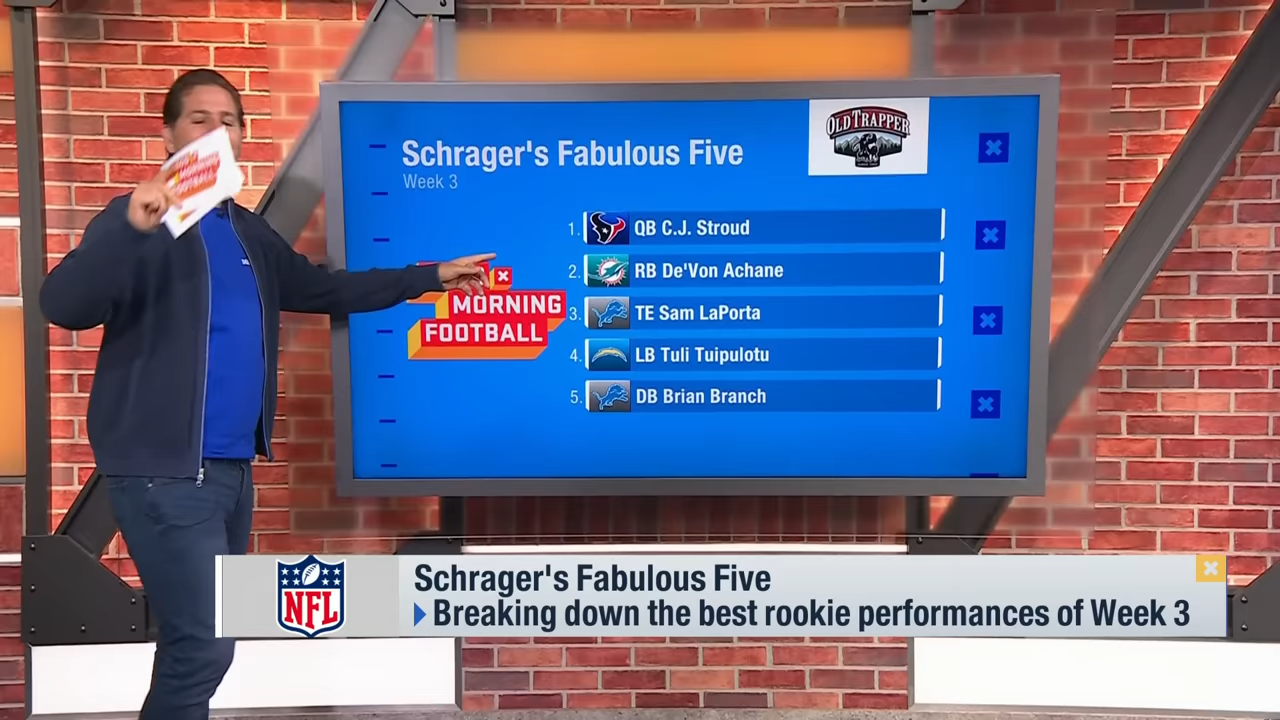 Schrager's Fabulous Five
Week 3
OLD TRAPPER
1. QB C.J. Stroud
2. RB De'Von Achane
3. TE Sam LaPorta
4. LB Tuli Tuipulotu
5. DB Brian Branch
MORNING
FOOTBALL
MORNING
FOOTBALL
NFL
Schrager's Fabulous Five
Breaking down the best rookie performances of Week 3